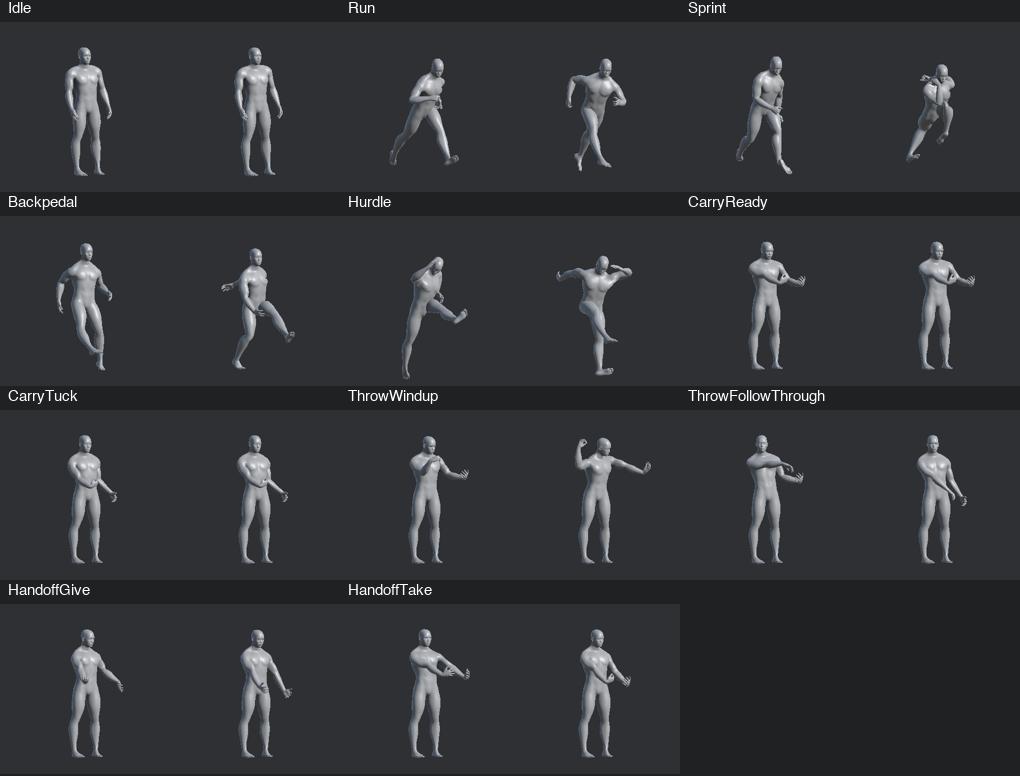 Idle
Run
Sprint
Backpedal
Hurdle
CarryReady
CarryTuck
ThrowWindup
ThrowFollowThrough
HandoffGive
HandoffTake